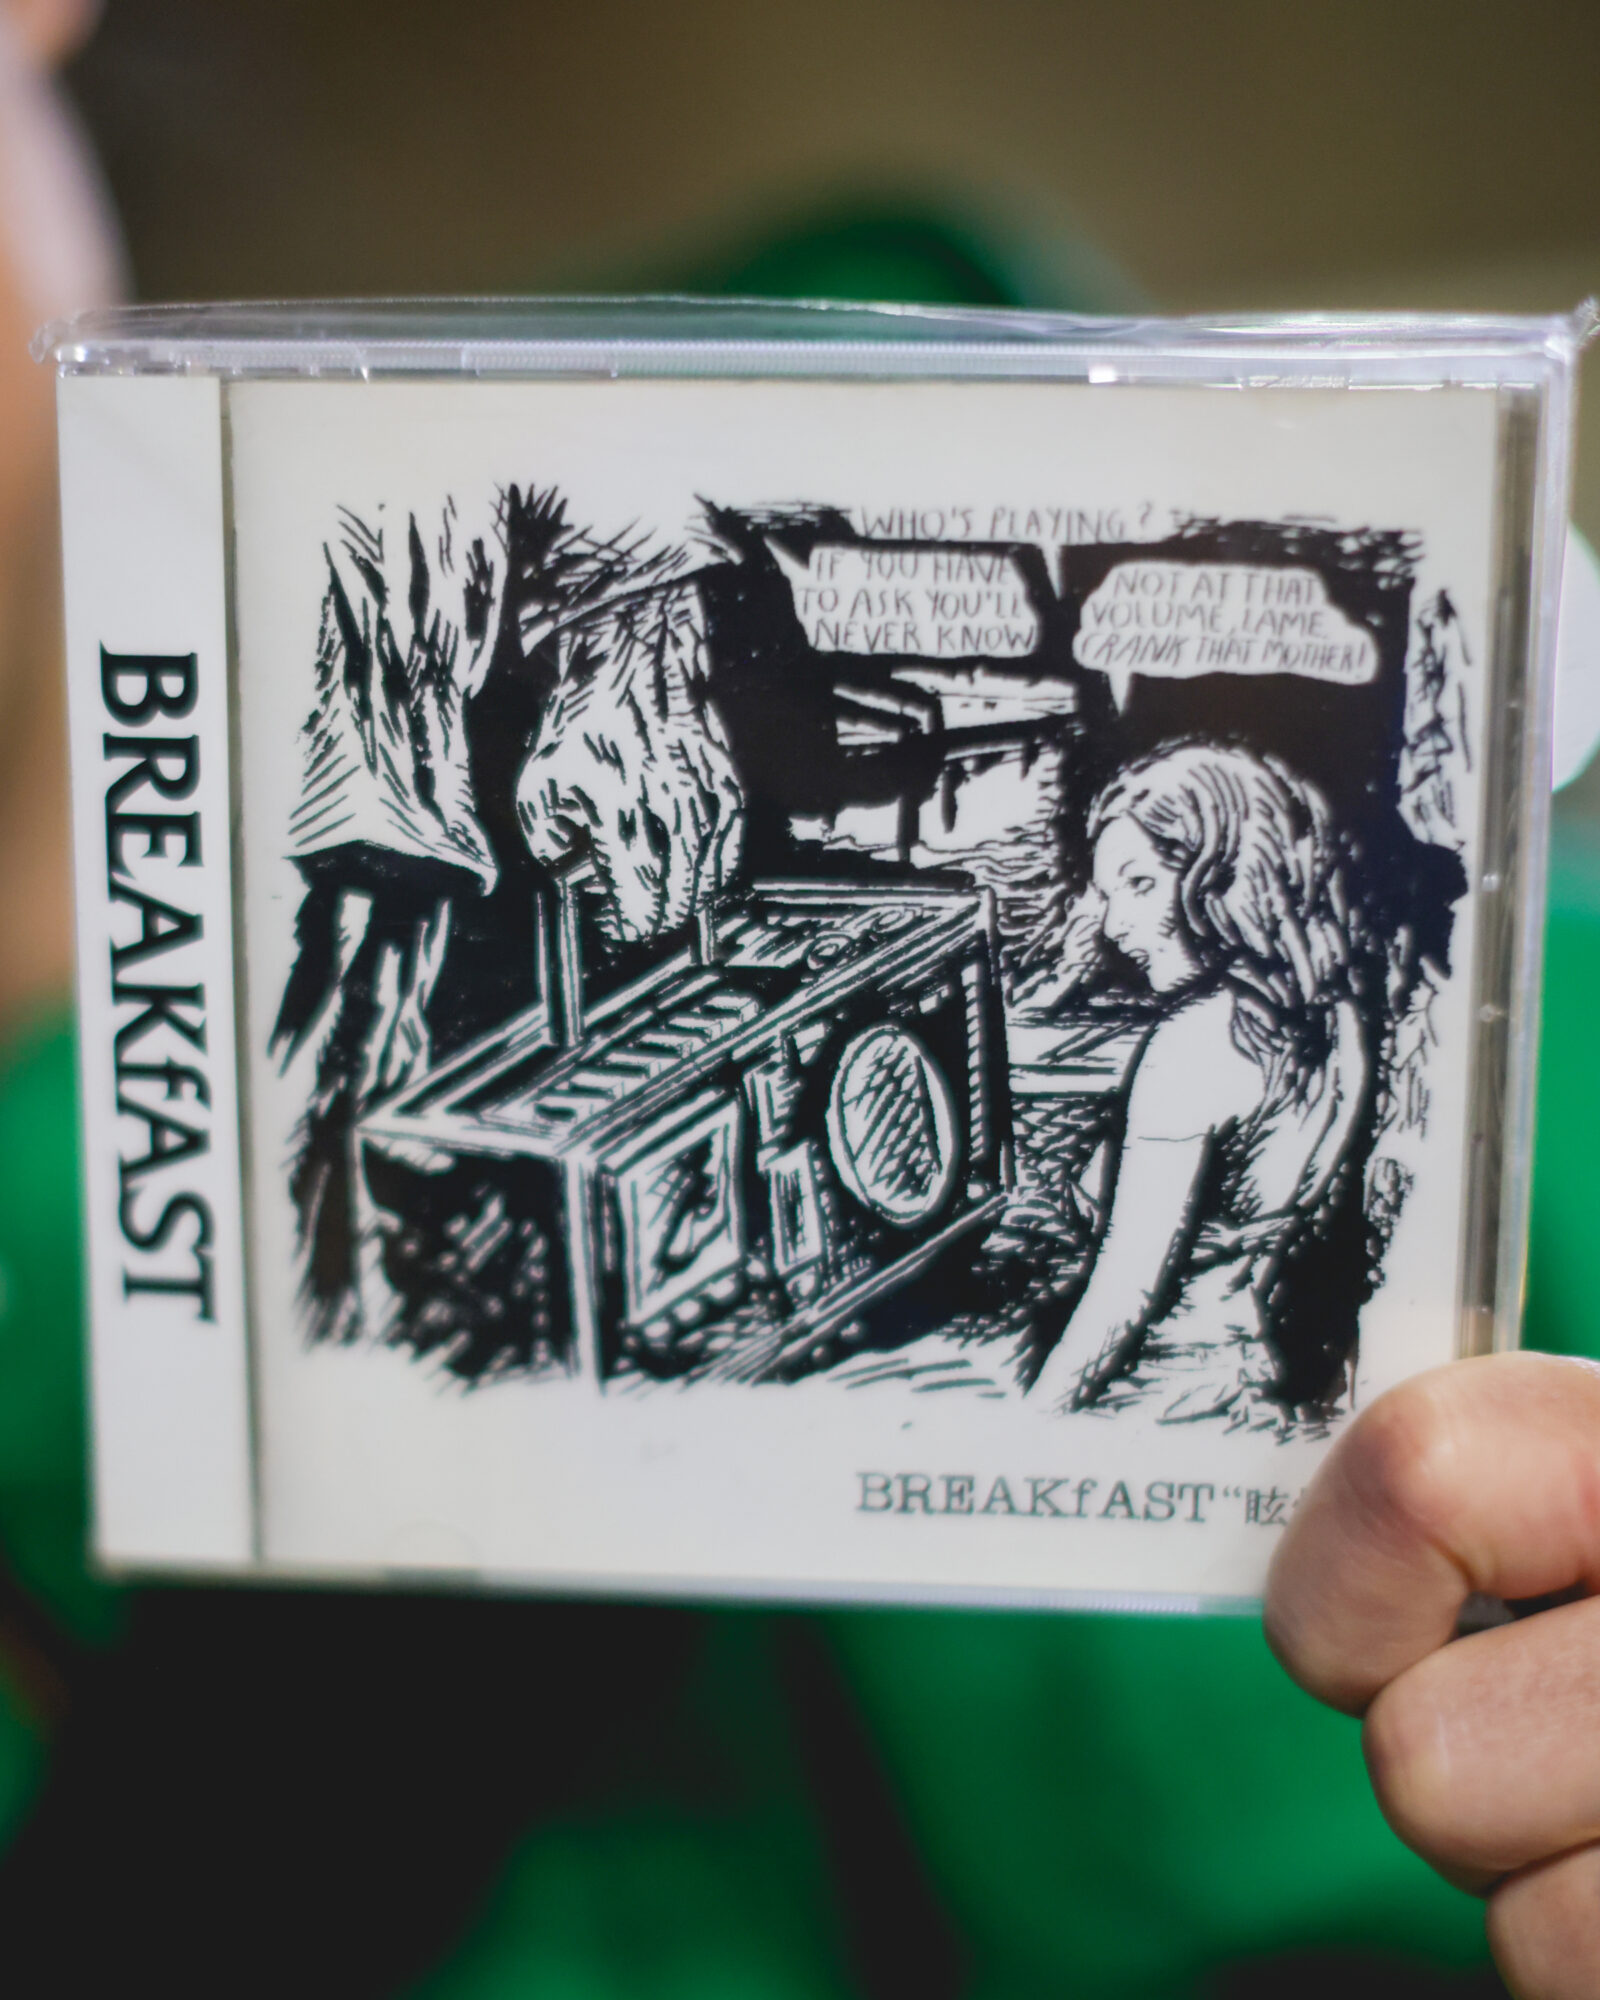 BREAKfAST
WHO'S PLAYING?
IF YOU HAVE
TO ASK YOU'LL
NEVER KNOW
NOT AT THAT
VOLUME, LAME.
CRANK THAT MOTHER!
BREAKfAST “眩